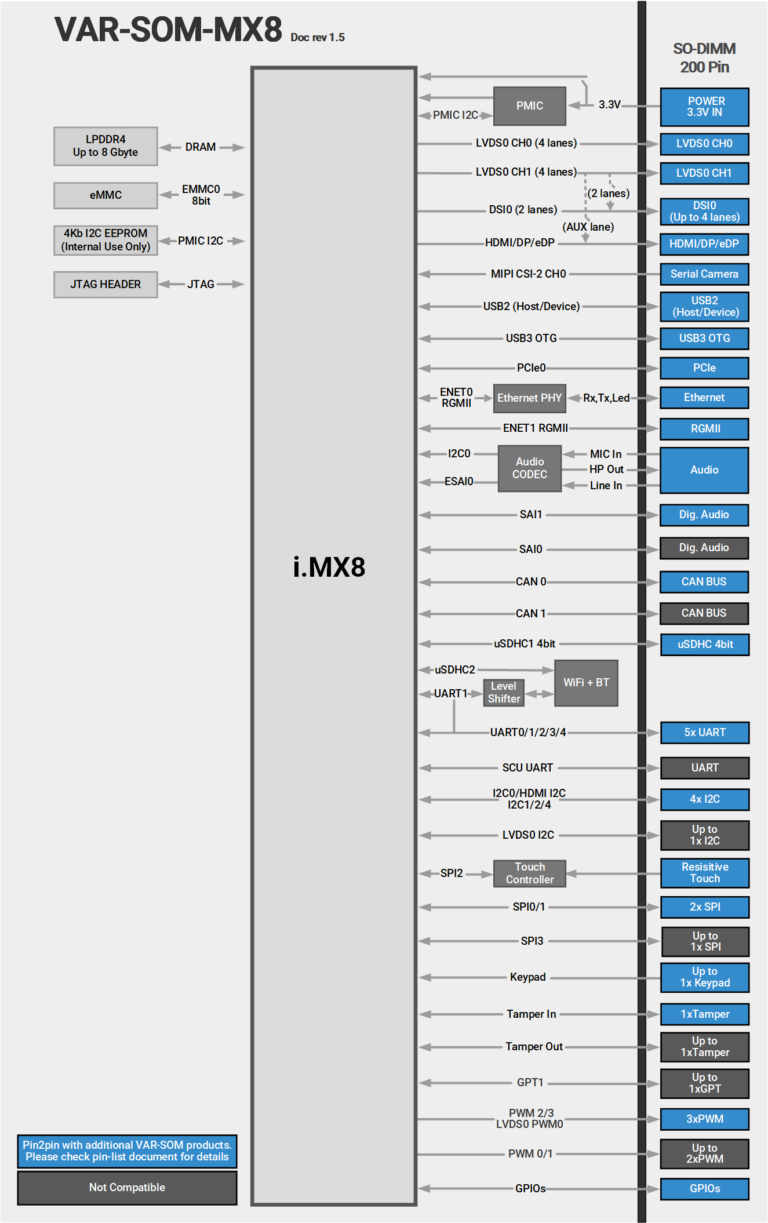 VAR-SOM-MX8 Doc rev 1.5
SO-DIMM
200 Pin
LPDDR4
Up to 8 Gbyte
DRAM
eMMC
EMMC0
8bit
4Kb I2C EEPROM
(Internal Use Only)
PMIC I2C
JTAG HEADER
JTAG
i.MX8
PMIC
PMIC I2C
3.3V
POWER
3.3V IN
LVDS0 CH0 (4 lanes)
LVDS0 CH0
LVDS0 CH1 (4 lanes)
LVDS0 CH1
(2 lanes)
DSI0 (2 lanes)
DSI0
(Up to 4 lanes)
(AUX lane)
HDMI/DP/eDP
HDMI/DP/eDP
MIPI CSI-2 CH0
Serial Camera
USB2 (Host/Device)
USB2
(Host/Device)
USB3 OTG
USB3 OTG
PCIe0
PCIe
ENET0
RGMII
Ethernet PHY
Rx,Tx,Led
Ethernet
ENET1 RGMII
RGMII
I2C0
ESAI0
Audio
CODEC
MIC In
HP Out
Line In
Audio
SAI1
Dig. Audio
SAI0
Dig. Audio
CAN 0
CAN BUS
CAN 1
CAN BUS
uSDHC1 4bit
uSDHC 4bit
uSDHC2
UART1
Level
Shifter
WiFi + BT
UART0/1/2/3/4
5x UART
SCU UART
UART
I2C0/HDMI I2C
I2C1/2/4
4x I2C
LVDS0 I2C
Up to
1x I2C
SPI2
Touch
Controller
Resisitive
Touch
SPI0/1
2x SPI
SPI3
Up to
1x SPI
Keypad
Up to
1x Keypad
Tamper In
1xTamper
Tamper Out
Up to
1xTamper
GPT1
Up to
1xGPT
PWM 2/3
LVDS0 PWM0
3xPWM
PWM 0/1
Up to
2xPWM
GPIOs
GPIOs
Pin2pin with additional VAR-SOM products.
Please check pin-list document for details
Not Compatible